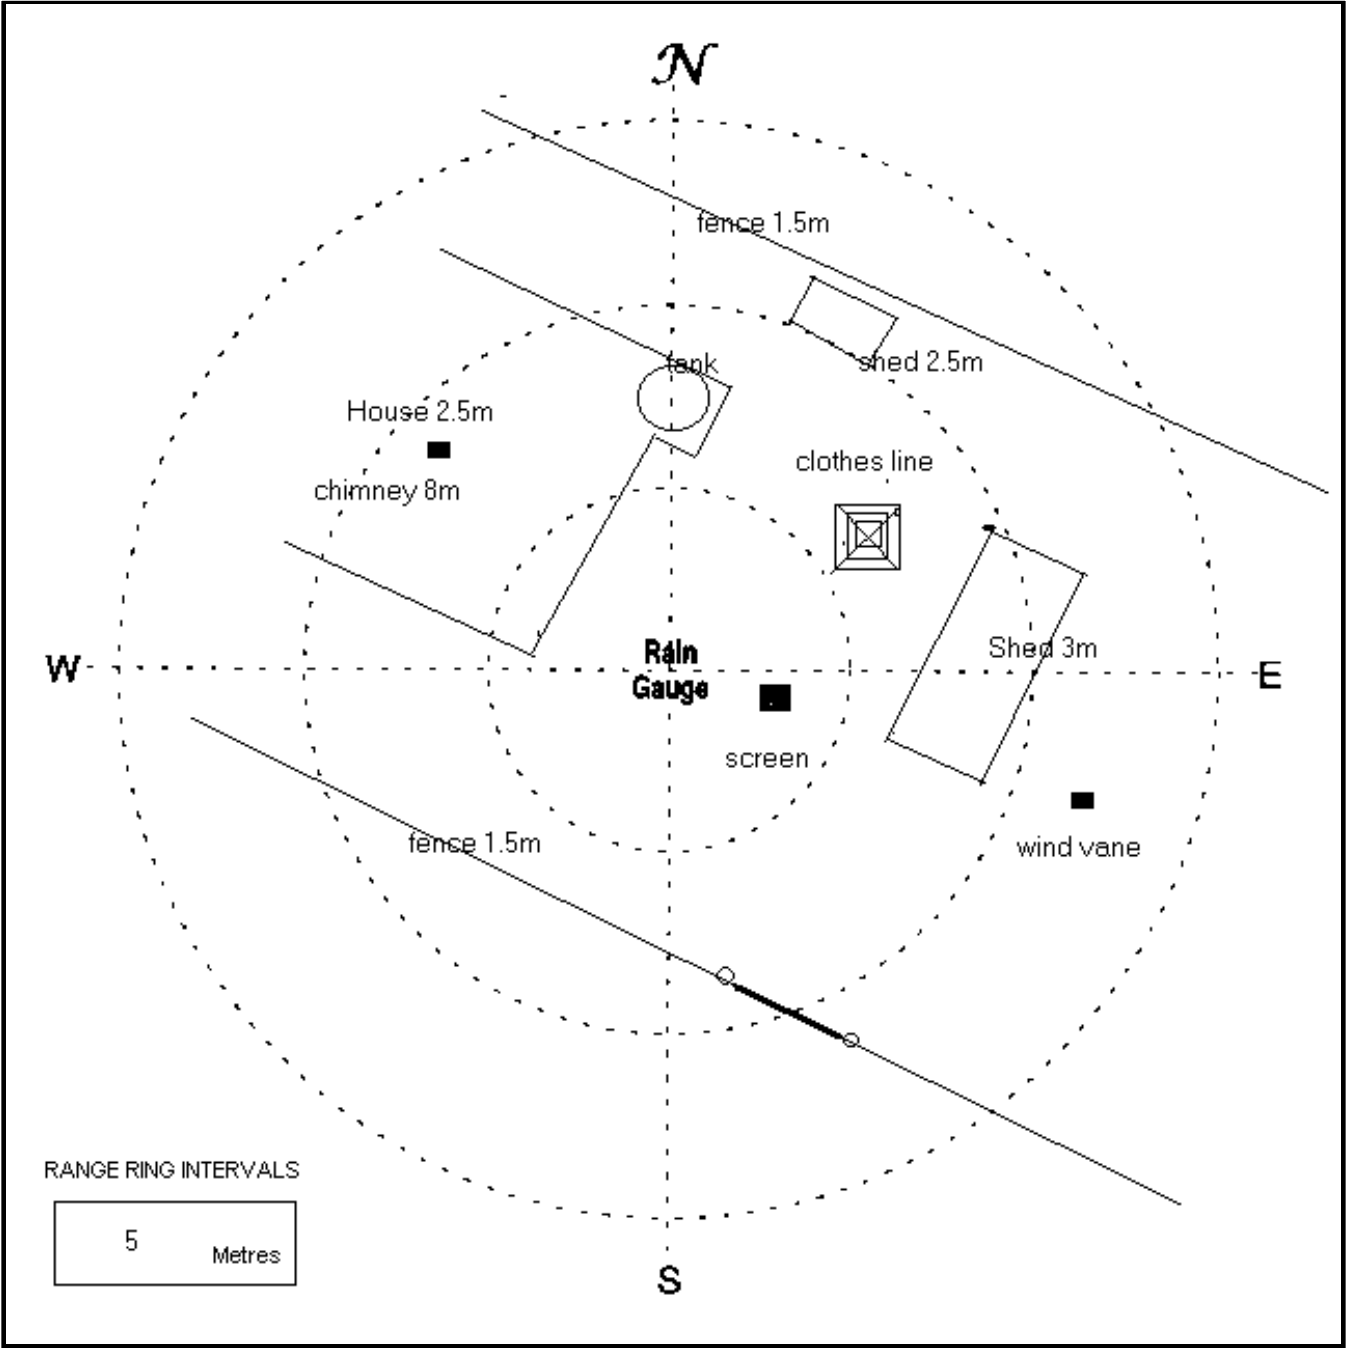 N
fence 1.5m
tank
shed 2.5m
House 2.5m
clothes line
chimney 8m
Shed 3m
Rain
Gauge
W
E
screen
fence 1.5m
wind vane
RANGE RING INTERVALS
5 Metres
S